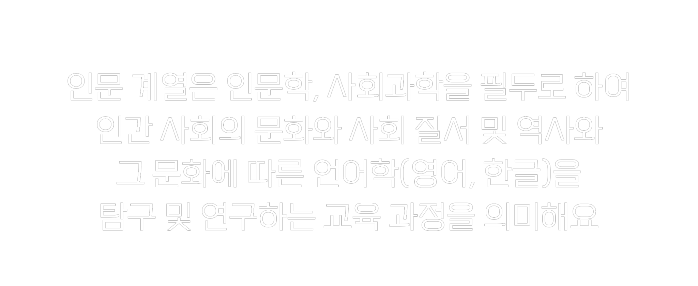 인문 계열은 인문학, 사회과학을 필두로 하여
인간 사회의 문화와 사회 질서 및 역사와
그 문화에 따른 언어학(영어, 한글)을
탐구 및 연구하는 교육 과정을 의미해요